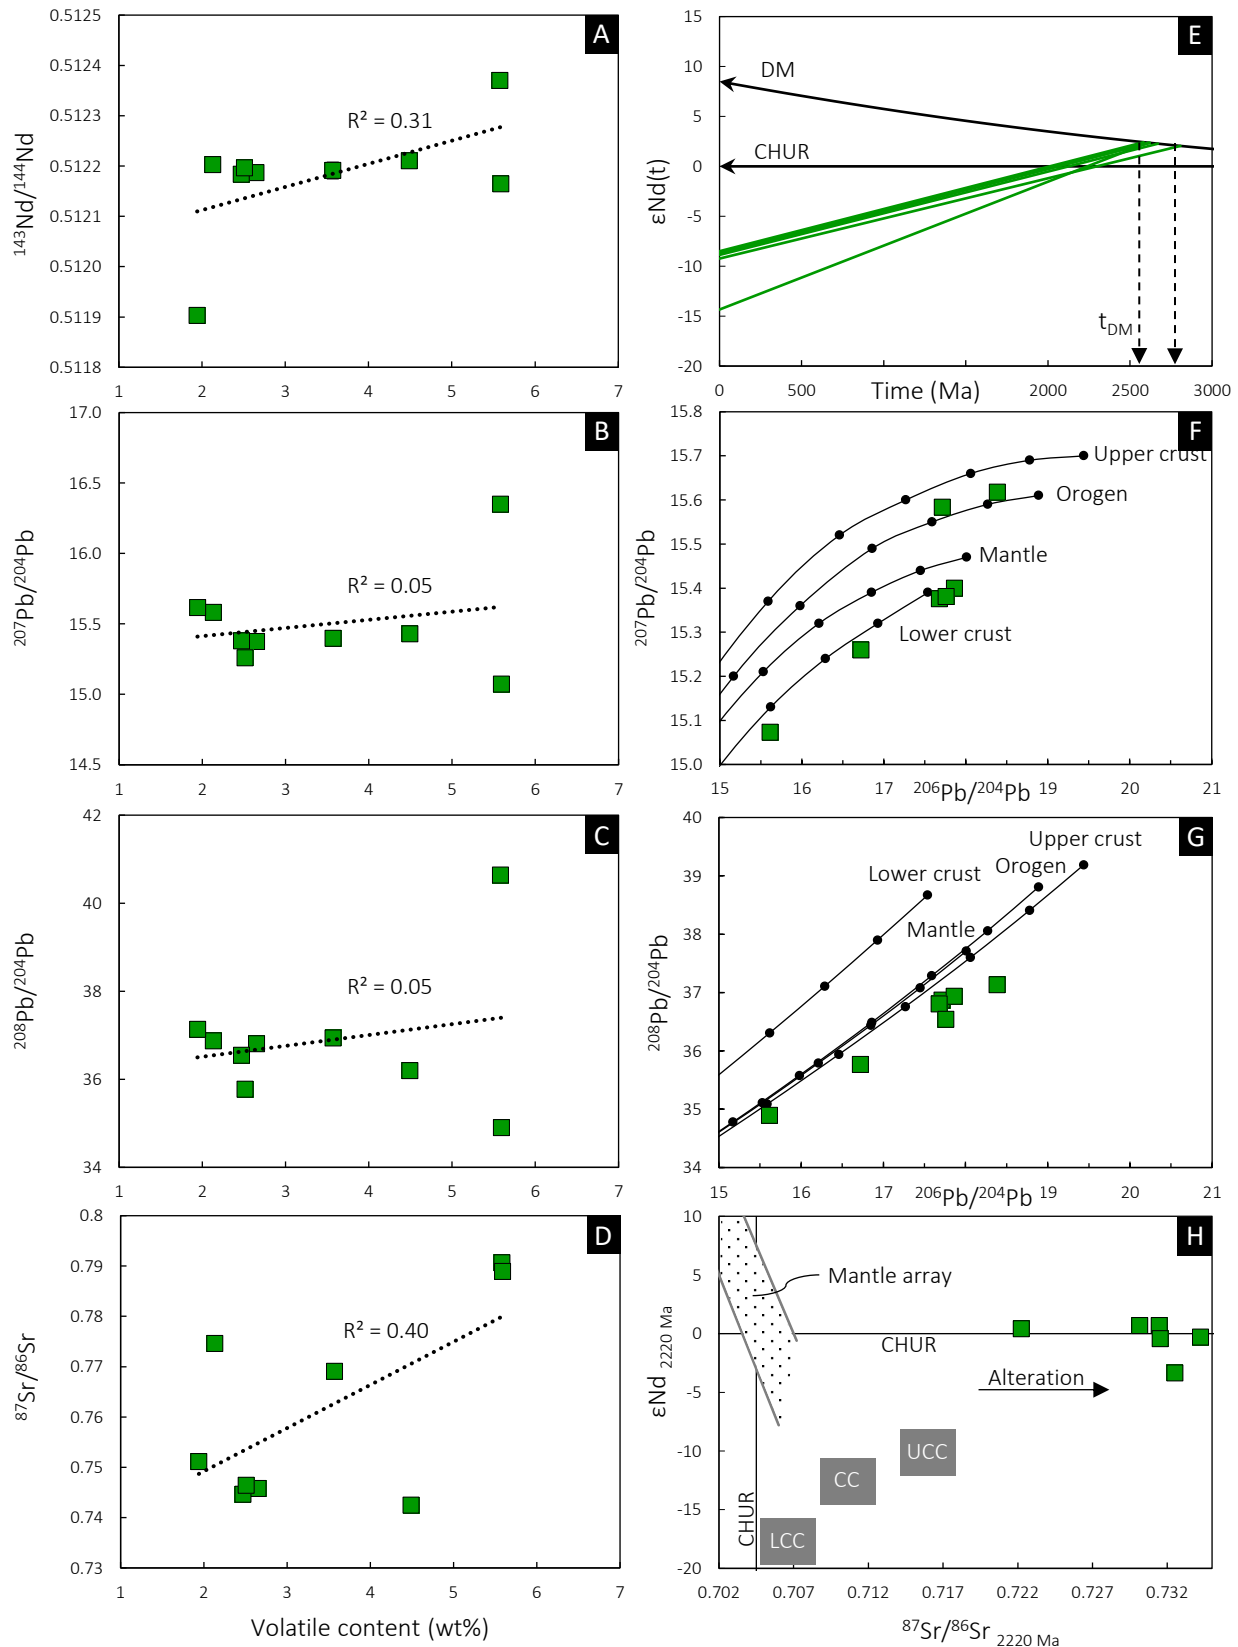 A
0.5125
0.5124
0.5123
0.5122
0.5121
0.5120
0.5119
0.5118
¹⁴³Nd/¹⁴⁴Nd
R² = 0.31
1 2 3 4 5 6 7
E
15
10
5
0
-5
-10
-15
-20
εNd(t)
DM
CHUR
t_DM
0 500 Time (Ma) 2000 2500 3000
B
17.0
16.5
16.0
15.5
15.0
14.5
²⁰⁷Pb/²⁰⁴Pb
R² = 0.05
1 2 3 4 5 6 7
F
15.8
15.7
15.6
15.5
15.4
15.3
15.2
15.1
15.0
²⁰⁷Pb/²⁰⁴Pb
Upper crust
Orogen
Mantle
Lower crust
15 16 17 ²⁰⁶Pb/²⁰⁴Pb 19 20 21
C
42
40
38
36
34
²⁰⁸Pb/²⁰⁴Pb
R² = 0.05
1 2 3 4 5 6 7
G
40
39
38
37
36
35
34
²⁰⁸Pb/²⁰⁴Pb
Upper crust
Orogen
Lower crust
Mantle
15 16 17 ²⁰⁶Pb/²⁰⁴Pb 19 20 21
D
0.8
0.79
0.78
0.77
0.76
0.75
0.74
0.73
⁸⁷Sr/⁸⁶Sr
R² = 0.40
1 2 3 4 5 6 7
Volatile content (wt%)
H
10
5
0
-5
-10
-15
-20
εNd 2220 Ma
Mantle array
CHUR
Alteration
UCC
CC
LCC
CHUR
0.702 0.707 0.712 0.717 0.722 0.727 0.732
⁸⁷Sr/⁸⁶Sr 2220 Ma